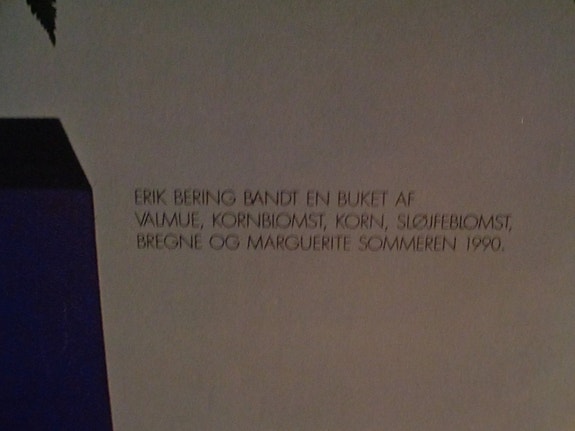 ERIK BERING BANDT EN BUKET AF
VALMUE, KORNBLOMST, KORN, SLØJFEBLOMST,
BREGNE OG MARGUERITE SOMMEREN 1990.